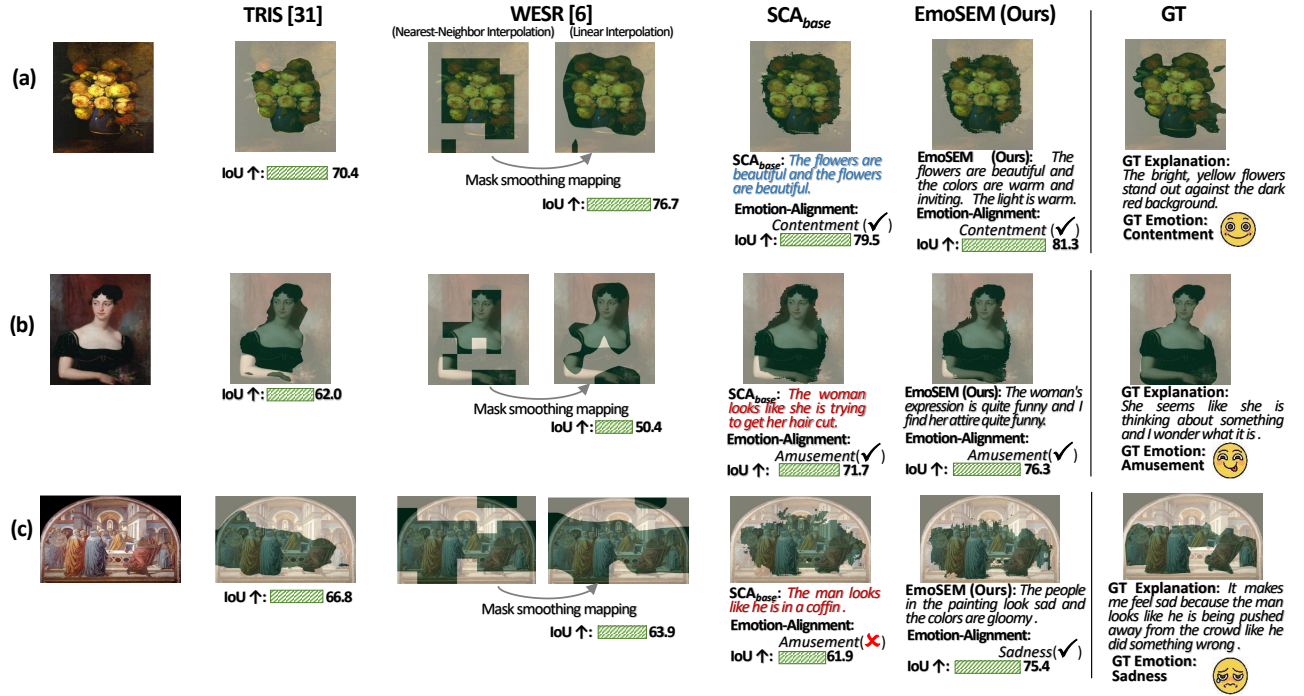 TRIS [31]
WESR [6]
(Nearest-Neighbor Interpolation)
(Linear Interpolation)
SCAbase
EmoSEM (Ours)
GT
(a)
IoU ↑: 70.4
Mask smoothing mapping
IoU ↑: 76.7
SCAbase: The flowers are
beautiful and the flowers
are beautiful.
Emotion-Alignment:
Contentment (✓)
IoU ↑: 79.5
EmoSEM (Ours): The
flowers are beautiful and
the colors are warm and
inviting. The light is warm.
Emotion-Alignment:
Contentment (✓)
IoU ↑: 81.3
GT Explanation:
The bright, yellow flowers
stand out against the dark
red background.
GT Emotion:
Contentment
(b)
IoU ↑: 62.0
Mask smoothing mapping
IoU ↑: 50.4
SCAbase: The woman
looks like she is trying
to get her hair cut.
Emotion-Alignment:
Amusement(✓)
IoU ↑: 71.7
EmoSEM (Ours): The woman's
expression is quite funny and I
find her attire quite funny.
Emotion-Alignment:
Amusement(✓)
IoU ↑: 76.3
GT Explanation:
She seems like she is
thinking about something
and I wonder what it is .
GT Emotion:
Amusement
(c)
IoU ↑: 66.8
Mask smoothing mapping
IoU ↑: 63.9
SCAbase: The man looks
like he is in a coffin .
Emotion-Alignment:
Amusement(✘)
IoU ↑: 61.9
EmoSEM (Ours): The people
in the painting look sad and
the colors are gloomy .
Emotion-Alignment:
Sadness(✓)
IoU ↑: 75.4
GT Explanation: It makes
me feel sad because the man
looks like he is being pushed
away from the crowd like he
did something wrong .
GT Emotion:
Sadness